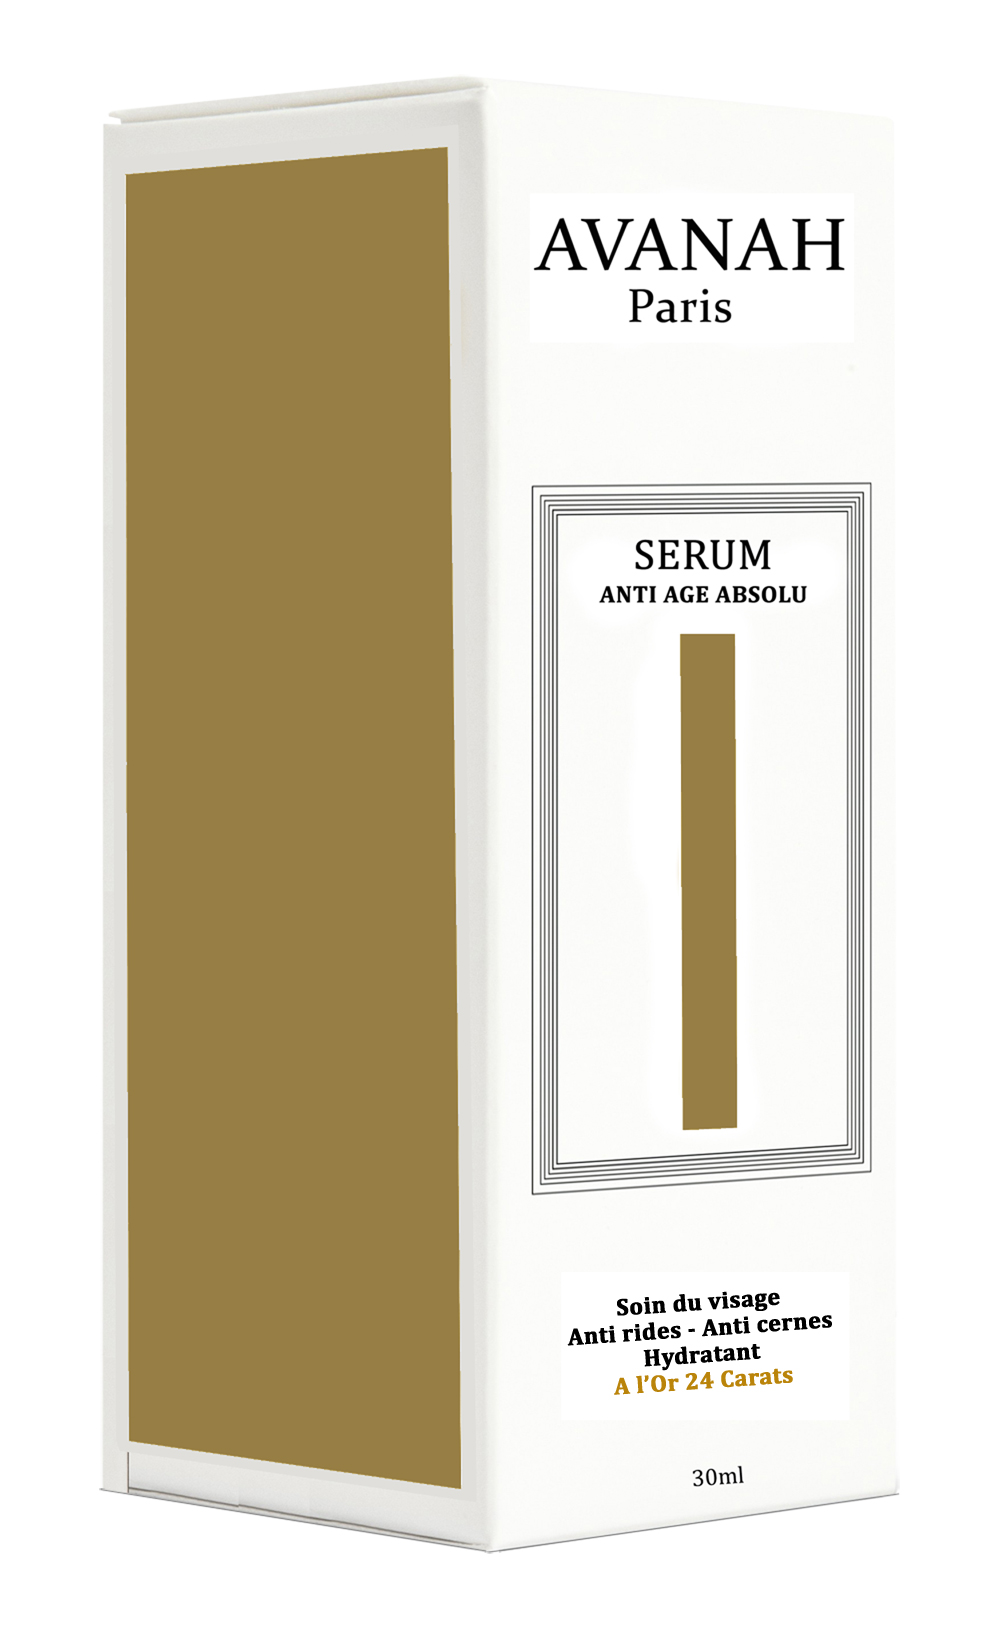 AVANAH
Paris
SERUM
ANTI AGE ABSOLU
Soin du visage
Anti rides - Anti cernes
Hydratant
A l'Or 24 Carats
30ml